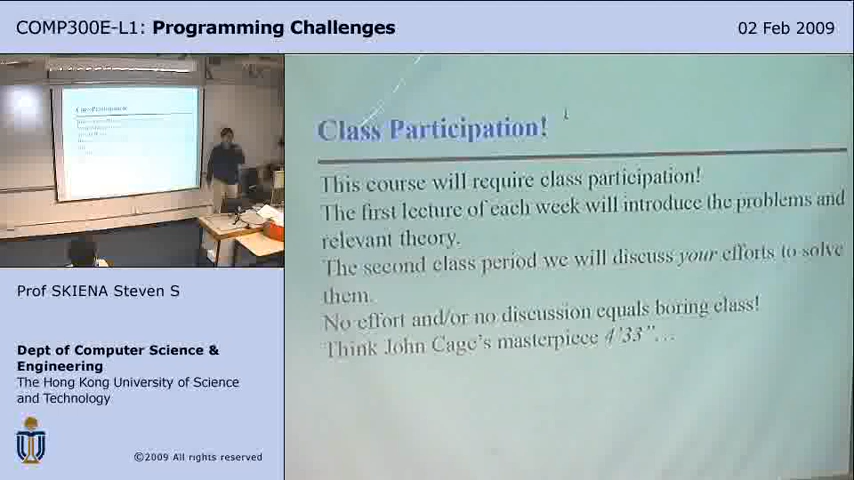 COMP300E-L1: Programming Challenges
02 Feb 2009
Class Participation!
Class Participation!
This course will require class participation!
The first lecture of each week will introduce the problems and
relevant theory.
The second class period we will discuss your efforts to solve
them.
No effort and/or no discussion equals boring class!
Think John Cage's masterpiece 4'33"...
Prof SKIENA Steven S
Dept of Computer Science &
Engineering
The Hong Kong University of Science
and Technology
©2009 All rights reserved